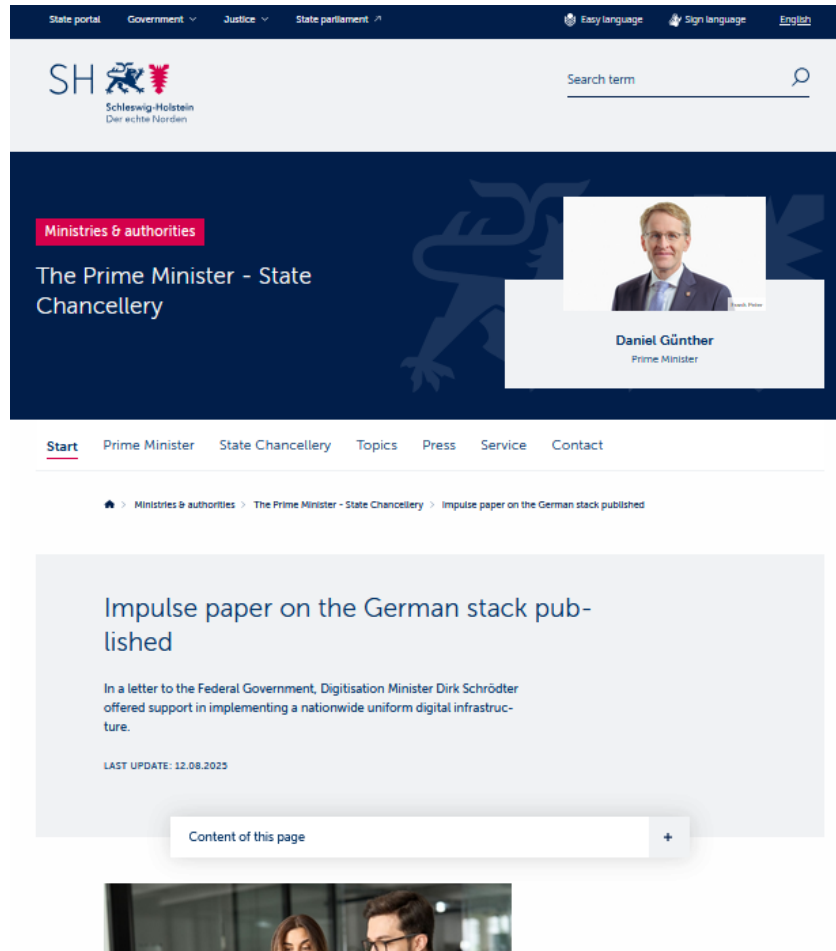 State portal
Government
Justice
State parliament
Easy language
Sign language
English
SH
Schleswig-Holstein
Der echte Norden
Search term
Ministries & authorities
The Prime Minister - State
Chancellery
Daniel Günther
Prime Minister
Start
Prime Minister
State Chancellery
Topics
Press
Service
Contact
Ministries & authorities > The Prime Minister - State Chancellery > Impulse paper on the German stack published
Impulse paper on the German stack pub-
lished
In a letter to the Federal Government, Digitisation Minister Dirk Schrödter
offered support in implementing a nationwide uniform digital infrastruc-
ture.
LAST UPDATE: 12.08.2025
Content of this page
+